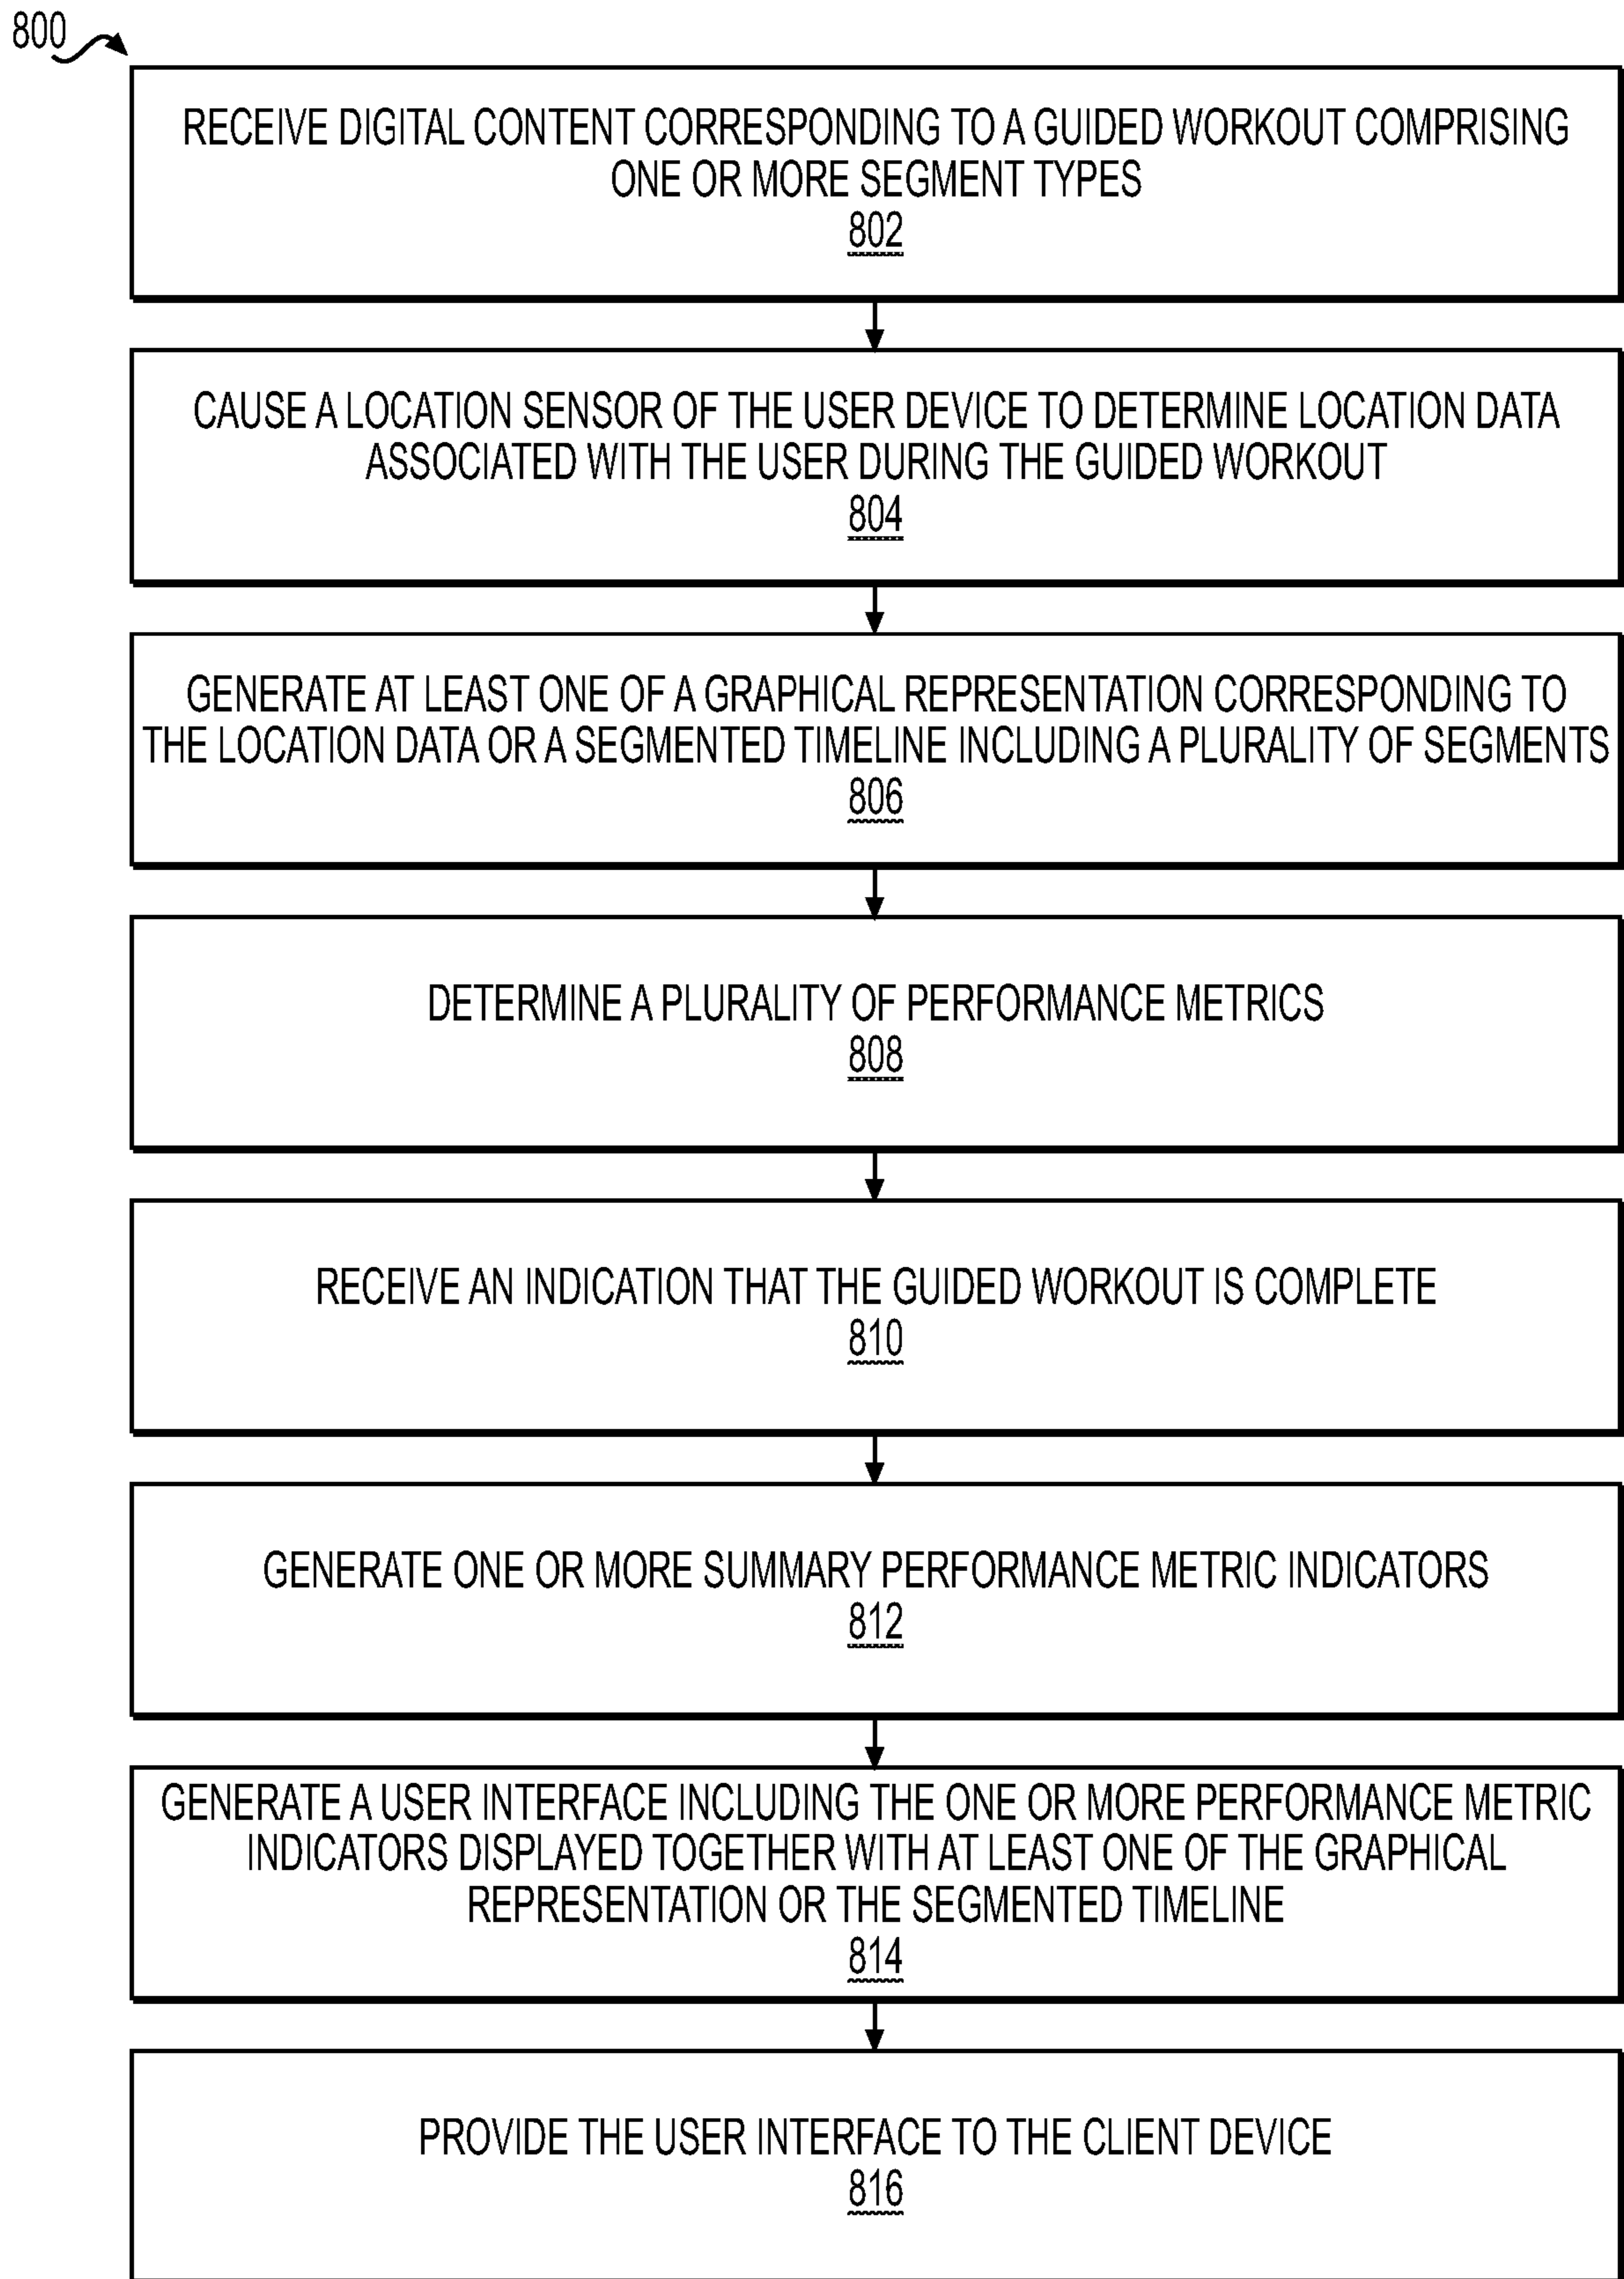 800
RECEIVE DIGITAL CONTENT CORRESPONDING TO A GUIDED WORKOUT COMPRISING
ONE OR MORE SEGMENT TYPES
802
CAUSE A LOCATION SENSOR OF THE USER DEVICE TO DETERMINE LOCATION DATA
ASSOCIATED WITH THE USER DURING THE GUIDED WORKOUT
804
GENERATE AT LEAST ONE OF A GRAPHICAL REPRESENTATION CORRESPONDING TO
THE LOCATION DATA OR A SEGMENTED TIMELINE INCLUDING A PLURALITY OF SEGMENTS
806
DETERMINE A PLURALITY OF PERFORMANCE METRICS
808
RECEIVE AN INDICATION THAT THE GUIDED WORKOUT IS COMPLETE
810
GENERATE ONE OR MORE SUMMARY PERFORMANCE METRIC INDICATORS
812
GENERATE A USER INTERFACE INCLUDING THE ONE OR MORE PERFORMANCE METRIC
INDICATORS DISPLAYED TOGETHER WITH AT LEAST ONE OF THE GRAPHICAL
REPRESENTATION OR THE SEGMENTED TIMELINE
814
PROVIDE THE USER INTERFACE TO THE CLIENT DEVICE
816